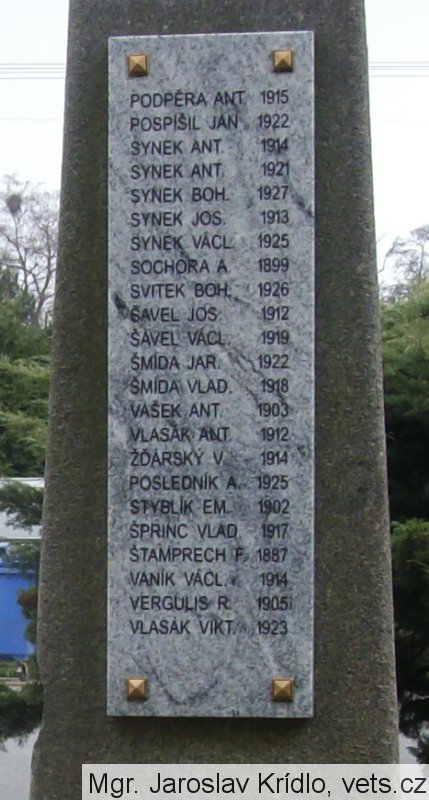 PODPĚRA ANT. 1915
POSPÍŠIL JAN 1922
SYNEK ANT. 1914
SYNEK ANT. 1921
SYNEK BOH. 1927
SYNEK JOS. 1913
SYNEK VÁCL. 1925
SOCHORA A. 1899
SVITEK BOH. 1926
ŠAVEL JOS. 1912
ŠÁVEL VÁCL. 1919
ŠMÍDA JAR. 1922
ŠMÍDA VLAD. 1918
VAŠEK ANT. 1903
VLASÁK ANT. 1912
ŽĎÁRSKÝ V. 1914
POSLEDNÍK A. 1925
STYBLÍK EM. 1902
ŠPRINC VLAD. 1917
ŠTAMPRECH F. 1887
VANÍK VÁCL. 1914
VERGULIS R. 1905
VLASÁK VIKT. 1923
Mgr. Jaroslav Krídlo, vets.cz